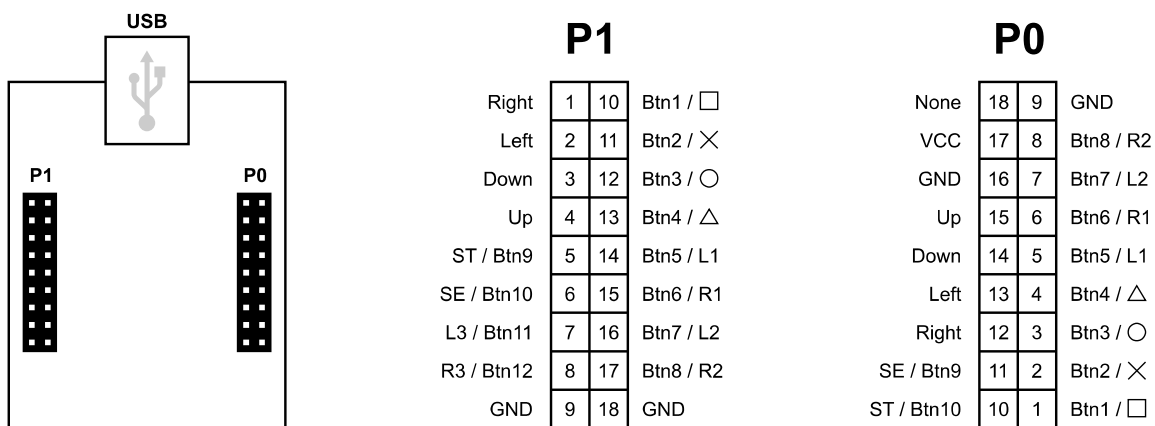 USB
P1 P0
P1
Right 1 10 Btn1 / □
Left 2 11 Btn2 / ✕
Down 3 12 Btn3 / ○
Up 4 13 Btn4 / △
ST / Btn9 5 14 Btn5 / L1
SE / Btn10 6 15 Btn6 / R1
L3 / Btn11 7 16 Btn7 / L2
R3 / Btn12 8 17 Btn8 / R2
GND 9 18 GND
P0
None 18 9 GND
VCC 17 8 Btn8 / R2
GND 16 7 Btn7 / L2
Up 15 6 Btn6 / R1
Down 14 5 Btn5 / L1
Left 13 4 Btn4 / △
Right 12 3 Btn3 / ○
SE / Btn9 11 2 Btn2 / ✕
ST / Btn10 10 1 Btn1 / □